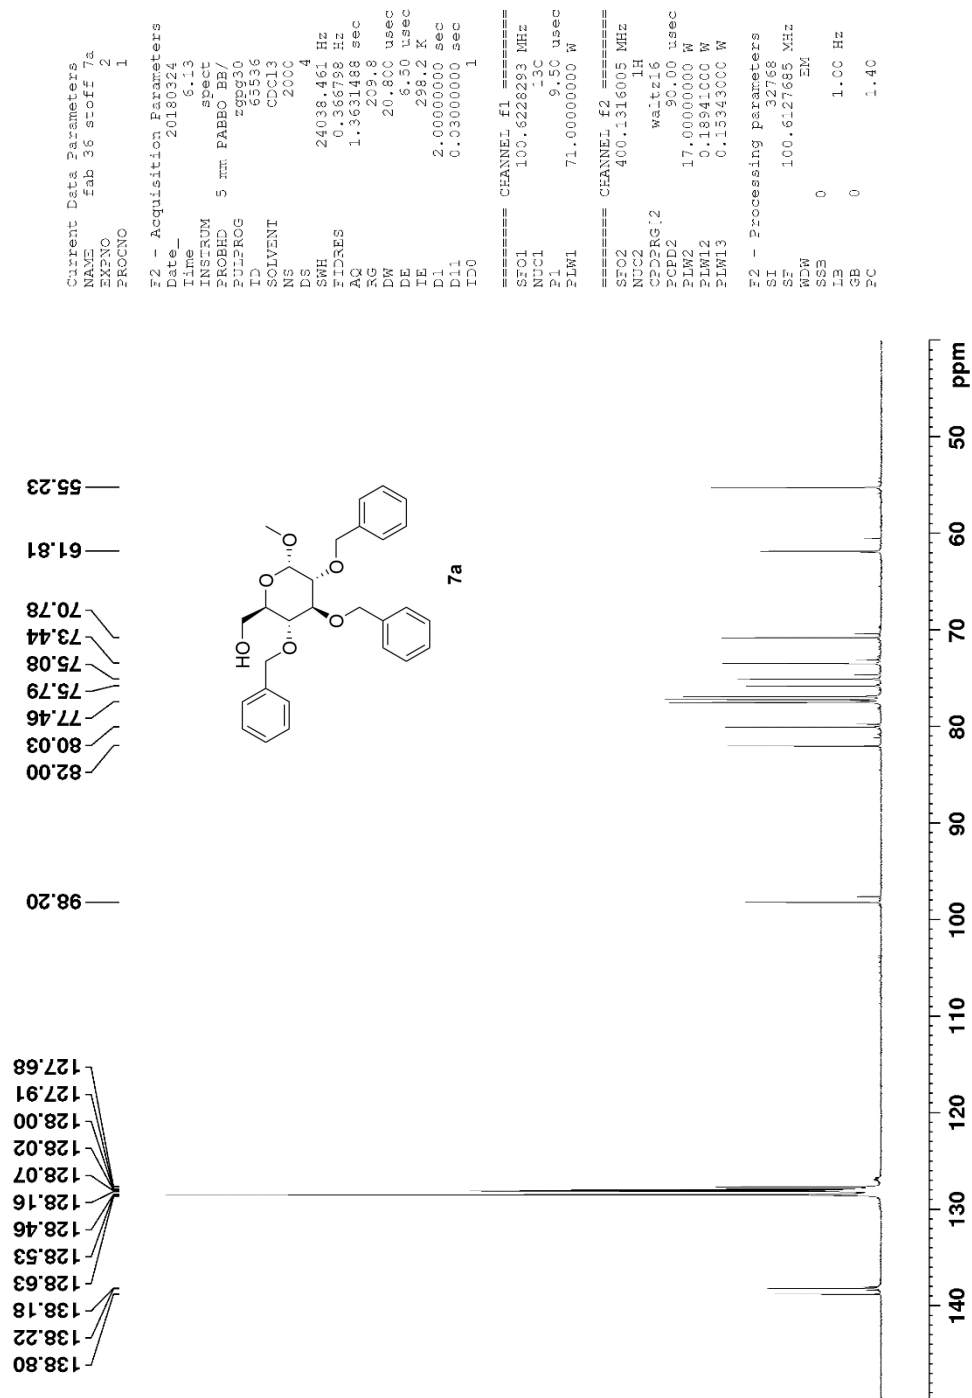 Current Data Parameters
NAME fab 36 stoff 7a
EXPNO 2
PROCNO 1
F2 - Acquisition Parameters
Date_ 20180324
Time 6.13
INSTRUM spect
PROBHD 5 mm PABBO BB/
PULPROG zgpg30
TD 65536
SOLVENT CDCl3
NS 2000
DS 4
SWH 24038.461 Hz
FIDRES 0.366798 Hz
AQ 1.3631488 sec
RG 209.8
DW 20.800 usec
DE 6.50 usec
TE 298.2 K
D1 2.00000000 sec
D11 0.03000000 sec
TD0 1
======== CHANNEL f1 ========
SFO1 100.6228293 MHz
NUC1 13C
P1 9.50 usec
PLW1 71.00000000 W
======== CHANNEL f2 ========
SFO2 400.1316005 MHz
NUC2 1H
CPDPRG[2 waltz16
PCPD2 90.00 usec
PLW2 17.00000000 W
PLW12 0.18941000 W
PLW13 0.15343000 W
F2 - Processing parameters
SI 32768
SF 100.6127685 MHz
WDW EM
SSB 0
LB 1.00 Hz
GB 0
PC 1.40
138.80
138.22
138.18
128.63
128.53
128.46
128.16
128.07
128.02
128.00
127.91
127.68
98.20
82.00
80.03
77.46
75.79
75.08
73.44
70.78
61.81
55.23
HO
O
O
O
O
O
7a
140 130 120 110 100 90 80 70 60 50 ppm